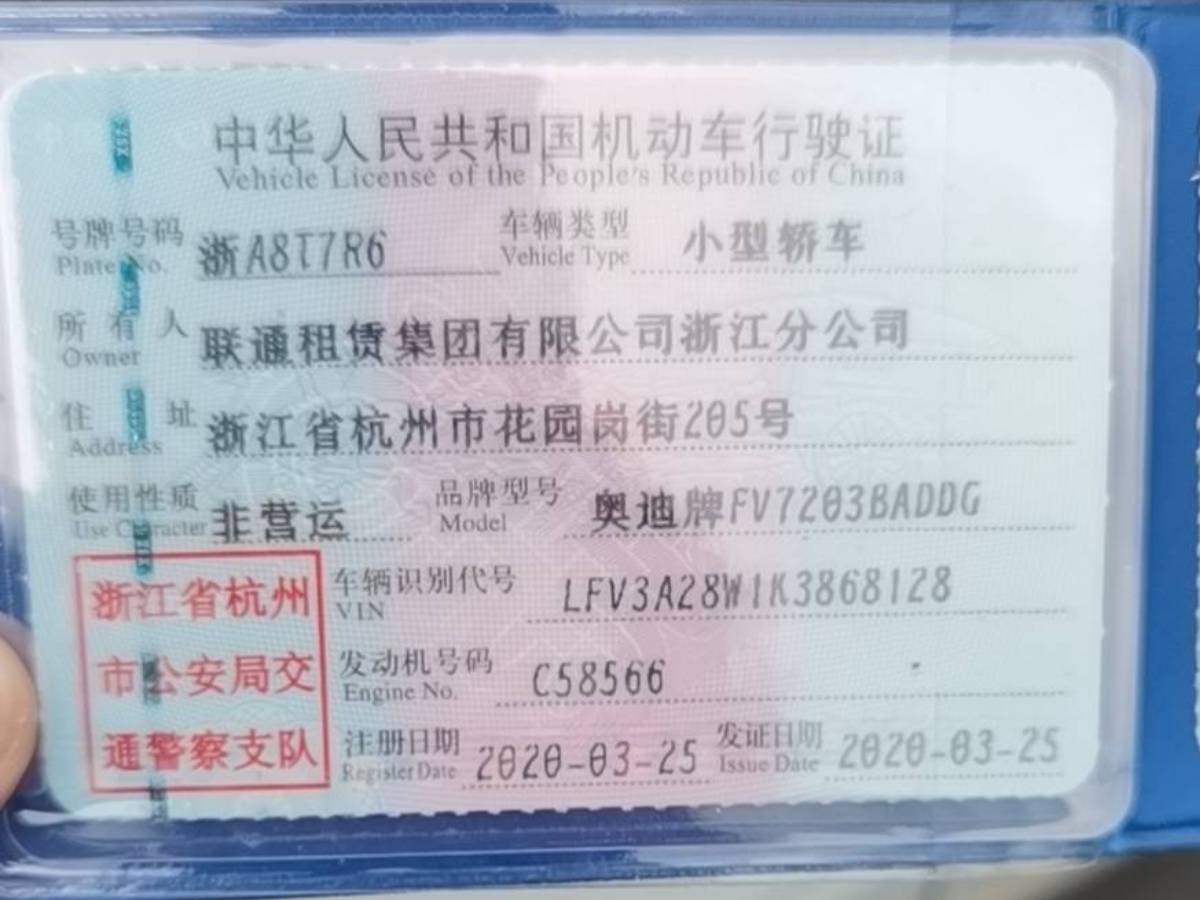 中华人民共和国机动车行驶证
Vehicle License of the People's Republic of China
号牌号码 浙A8T7R6 车辆类型 小型轿车
Plate No. Vehicle Type
所有人 联通租赁集团有限公司浙江分公司
Owner
住址 浙江省杭州市花园岗街205号
Address
使用性质 非营运 品牌型号 奥迪牌FV7203BADDG
Use Character Model
浙江省杭州
市公安局交
通警察支队
车辆识别代号 LFV3A28W1K3868128
VIN
发动机号码 C58566
Engine No.
注册日期 2020-03-25 发证日期 2020-03-25
Register Date Issue Date